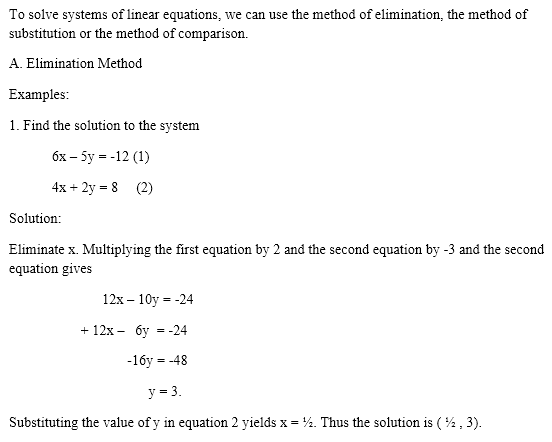 To solve systems of linear equations, we can use the method of elimination, the method of
substitution or the method of comparison.
A. Elimination Method
Examples:
1. Find the solution to the system
6x – 5y = -12 (1)
4x + 2y = 8 (2)
Solution:
Eliminate x. Multiplying the first equation by 2 and the second equation by -3 and the second
equation gives
12x – 10y = -24
+ 12x – 6y = -24
-16y = -48
y = 3.
Substituting the value of y in equation 2 yields x = ½. Thus the solution is ( ½ , 3).